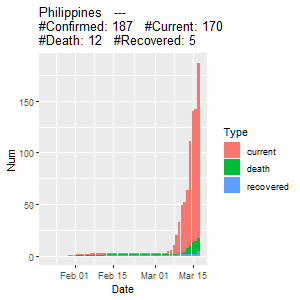 Philippines --- 
#Confirmed: 187 #Current: 170
#Death: 12 #Recovered: 5
150
100
50
0
Num
Feb 01 Feb 15 Mar 01 Mar 15
Date
Type
current
death
recovered